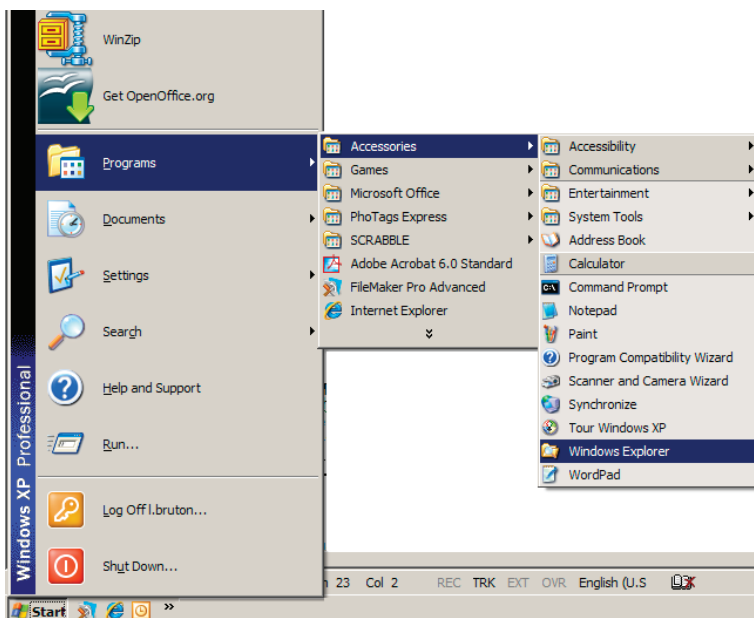 WinZip
Get OpenOffice.org
Programs
Documents
Settings
Search
Help and Support
Run...
Log Off l.bruton...
Shut Down...
Windows XP Professional
Accessories
Games
Microsoft Office
PhoTags Express
SCRABBLE
Adobe Acrobat 6.0 Standard
FileMaker Pro Advanced
Internet Explorer
Accessibility
Communications
Entertainment
System Tools
Address Book
Calculator
Command Prompt
Notepad
Paint
Program Compatibility Wizard
Scanner and Camera Wizard
Synchronize
Tour Windows XP
Windows Explorer
WordPad
23 Col 2 REC TRK EXT OVR English (U.S
Start »